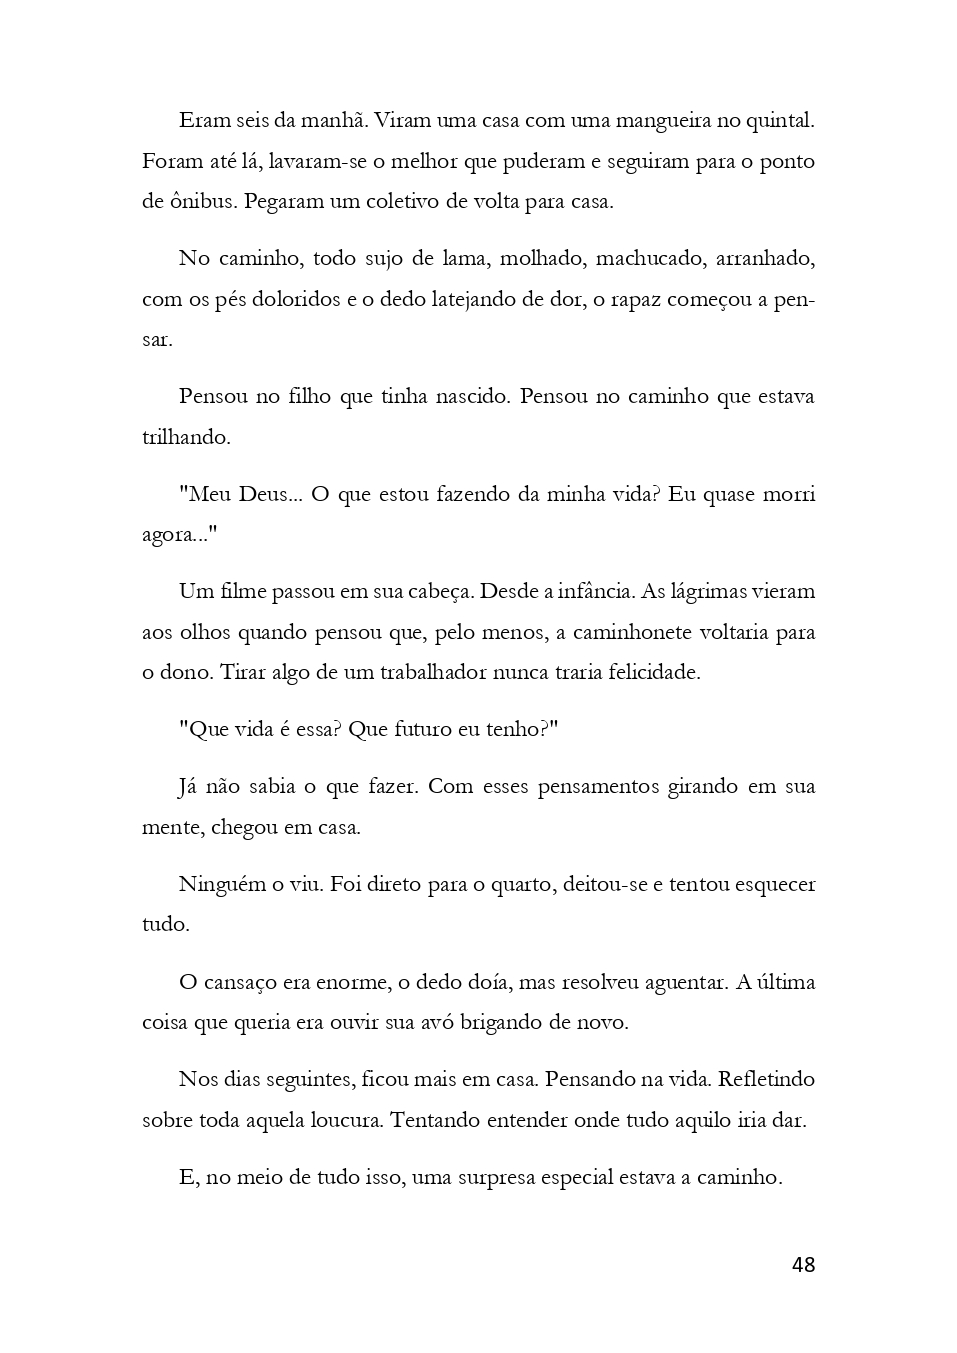 Eram seis da manhã. Viram uma casa com uma mangueira no quintal.
Foram até lá, lavaram-se o melhor que puderam e seguiram para o ponto
de ônibus. Pegaram um coletivo de volta para casa.
No caminho, todo sujo de lama, molhado, machucado, arranhado,
com os pés doloridos e o dedo latejando de dor, o rapaz começou a pen-
sar.
Pensou no filho que tinha nascido. Pensou no caminho que estava
trilhando.
"Meu Deus... O que estou fazendo da minha vida? Eu quase morri
agora..."
Um filme passou em sua cabeça. Desde a infância. As lágrimas vieram
aos olhos quando pensou que, pelo menos, a caminhonete voltaria para
o dono. Tirar algo de um trabalhador nunca traria felicidade.
"Que vida é essa? Que futuro eu tenho?"
Já não sabia o que fazer. Com esses pensamentos girando em sua
mente, chegou em casa.
Ninguém o viu. Foi direto para o quarto, deitou-se e tentou esquecer
tudo.
O cansaço era enorme, o dedo doía, mas resolveu aguentar. A última
coisa que queria era ouvir sua avó brigando de novo.
Nos dias seguintes, ficou mais em casa. Pensando na vida. Refletindo
sobre toda aquela loucura. Tentando entender onde tudo aquilo iria dar.
E, no meio de tudo isso, uma surpresa especial estava a caminho.
48